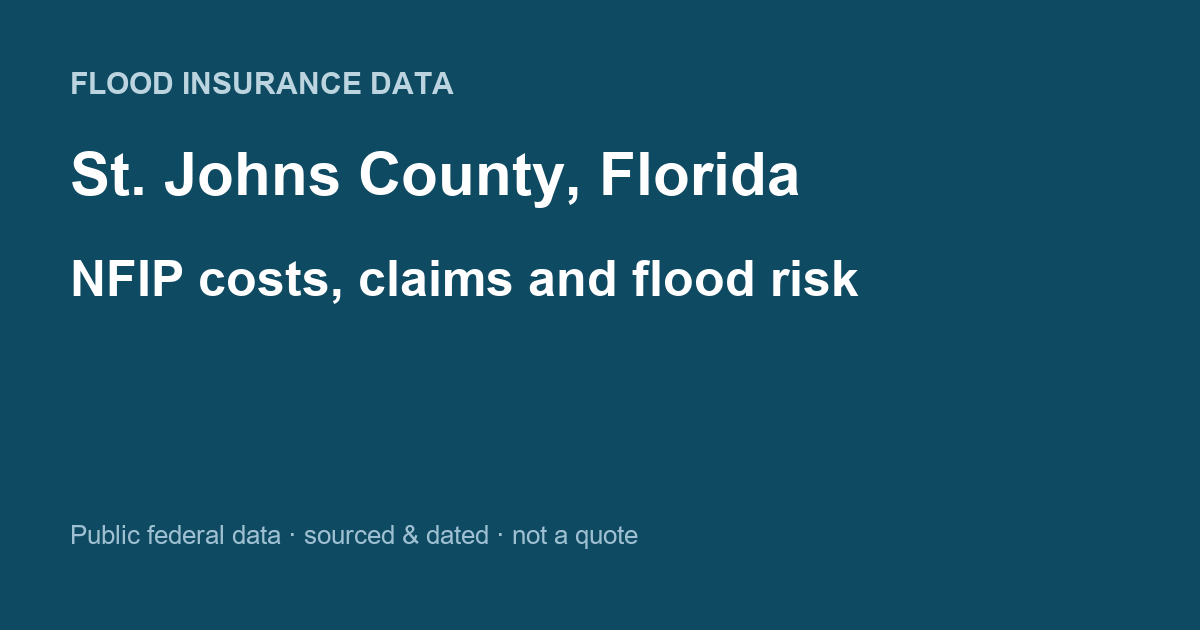 FLOOD INSURANCE DATA
St. Johns County, Florida
NFIP costs, claims and flood risk
Public federal data · sourced & dated · not a quote